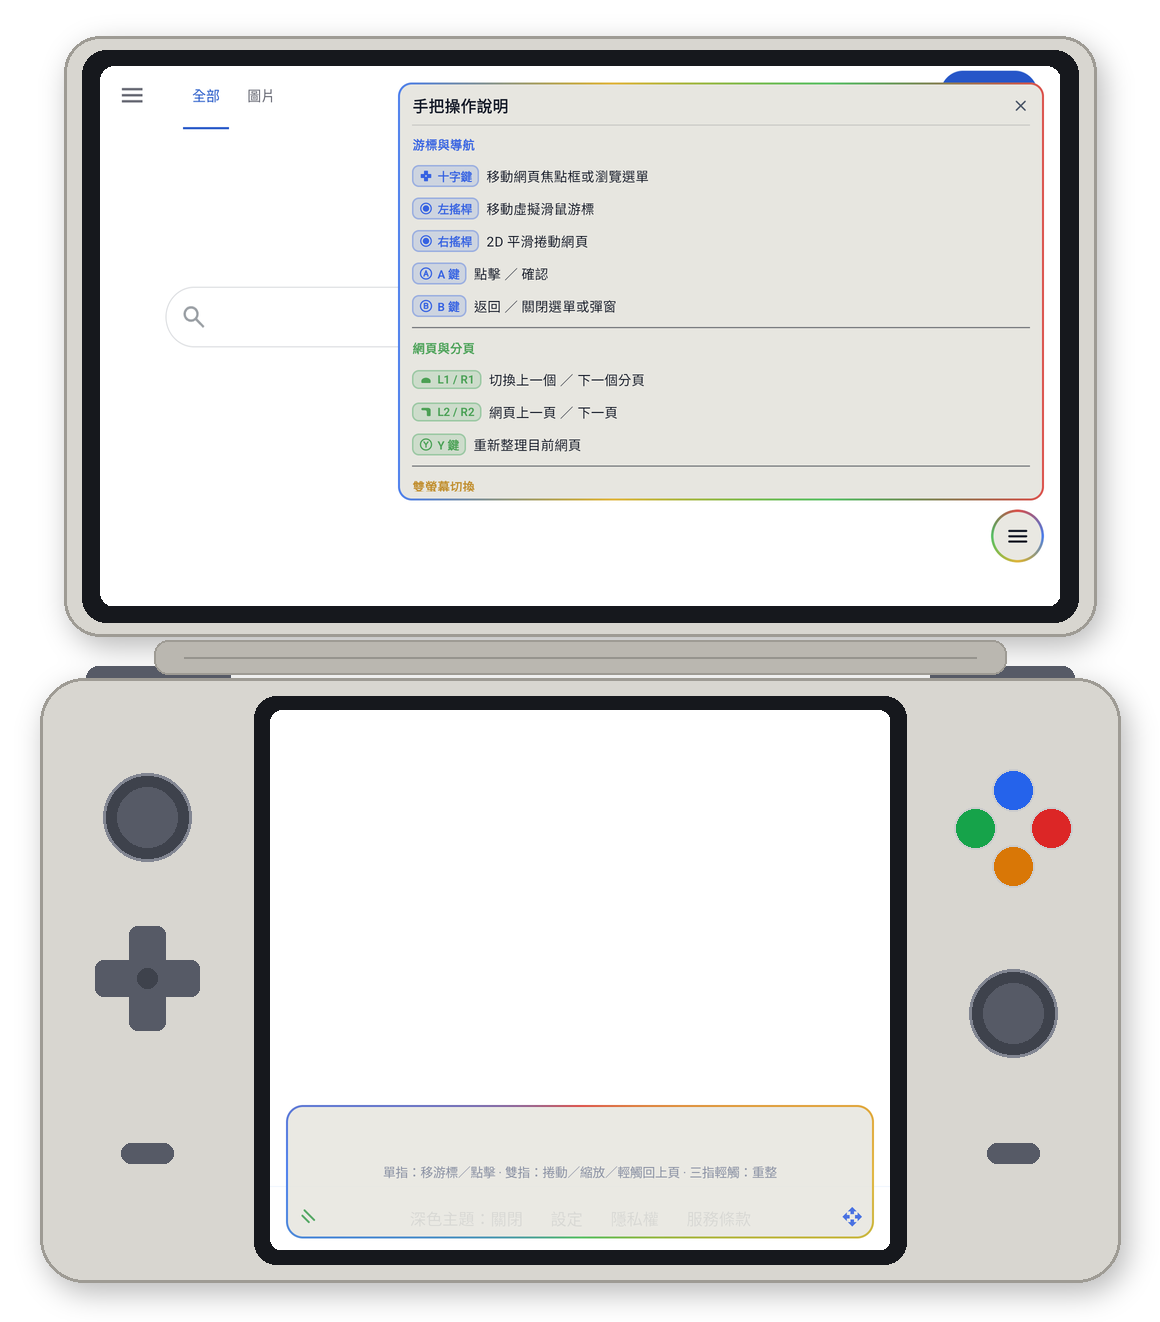 全部 圖片
手把操作說明
游標與導航
十字鍵 移動網頁焦點框或瀏覽選單
左搖桿 移動虛擬滑鼠游標
右搖桿 2D 平滑捲動網頁
A A 鍵 點擊 ／ 確認
B B 鍵 返回 ／ 關閉選單或彈窗
網頁與分頁
L1 / R1 切換上一個 ／ 下一個分頁
L2 / R2 網頁上一頁 ／ 下一頁
Y Y 鍵 重新整理目前網頁
雙螢幕切換
單指：移游標／點擊 · 雙指：捲動／縮放／輕觸回上頁 · 三指輕觸：重整
深色主題：關閉 設定 隱私權 服務條款